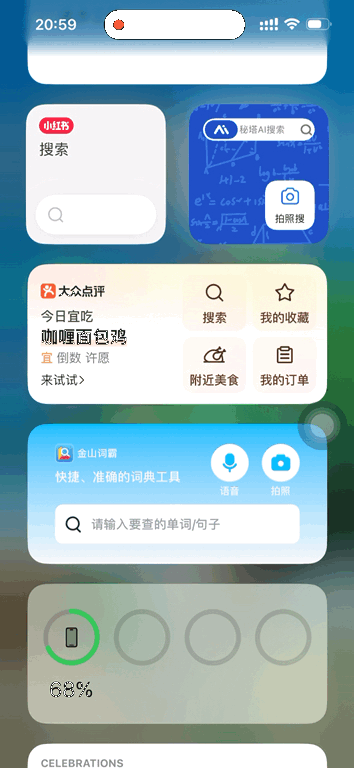 20:59
小红书
搜索
秘塔AI搜索
拍照搜
大众点评
今日宜吃
咖喱面包鸡
宜 倒数 许愿
来试试>
搜索
我的收藏
附近美食
我的订单
金山词霸
快捷、准确的词典工具
语音
拍照
请输入要查的单词/句子
68%
CELEBRATIONS